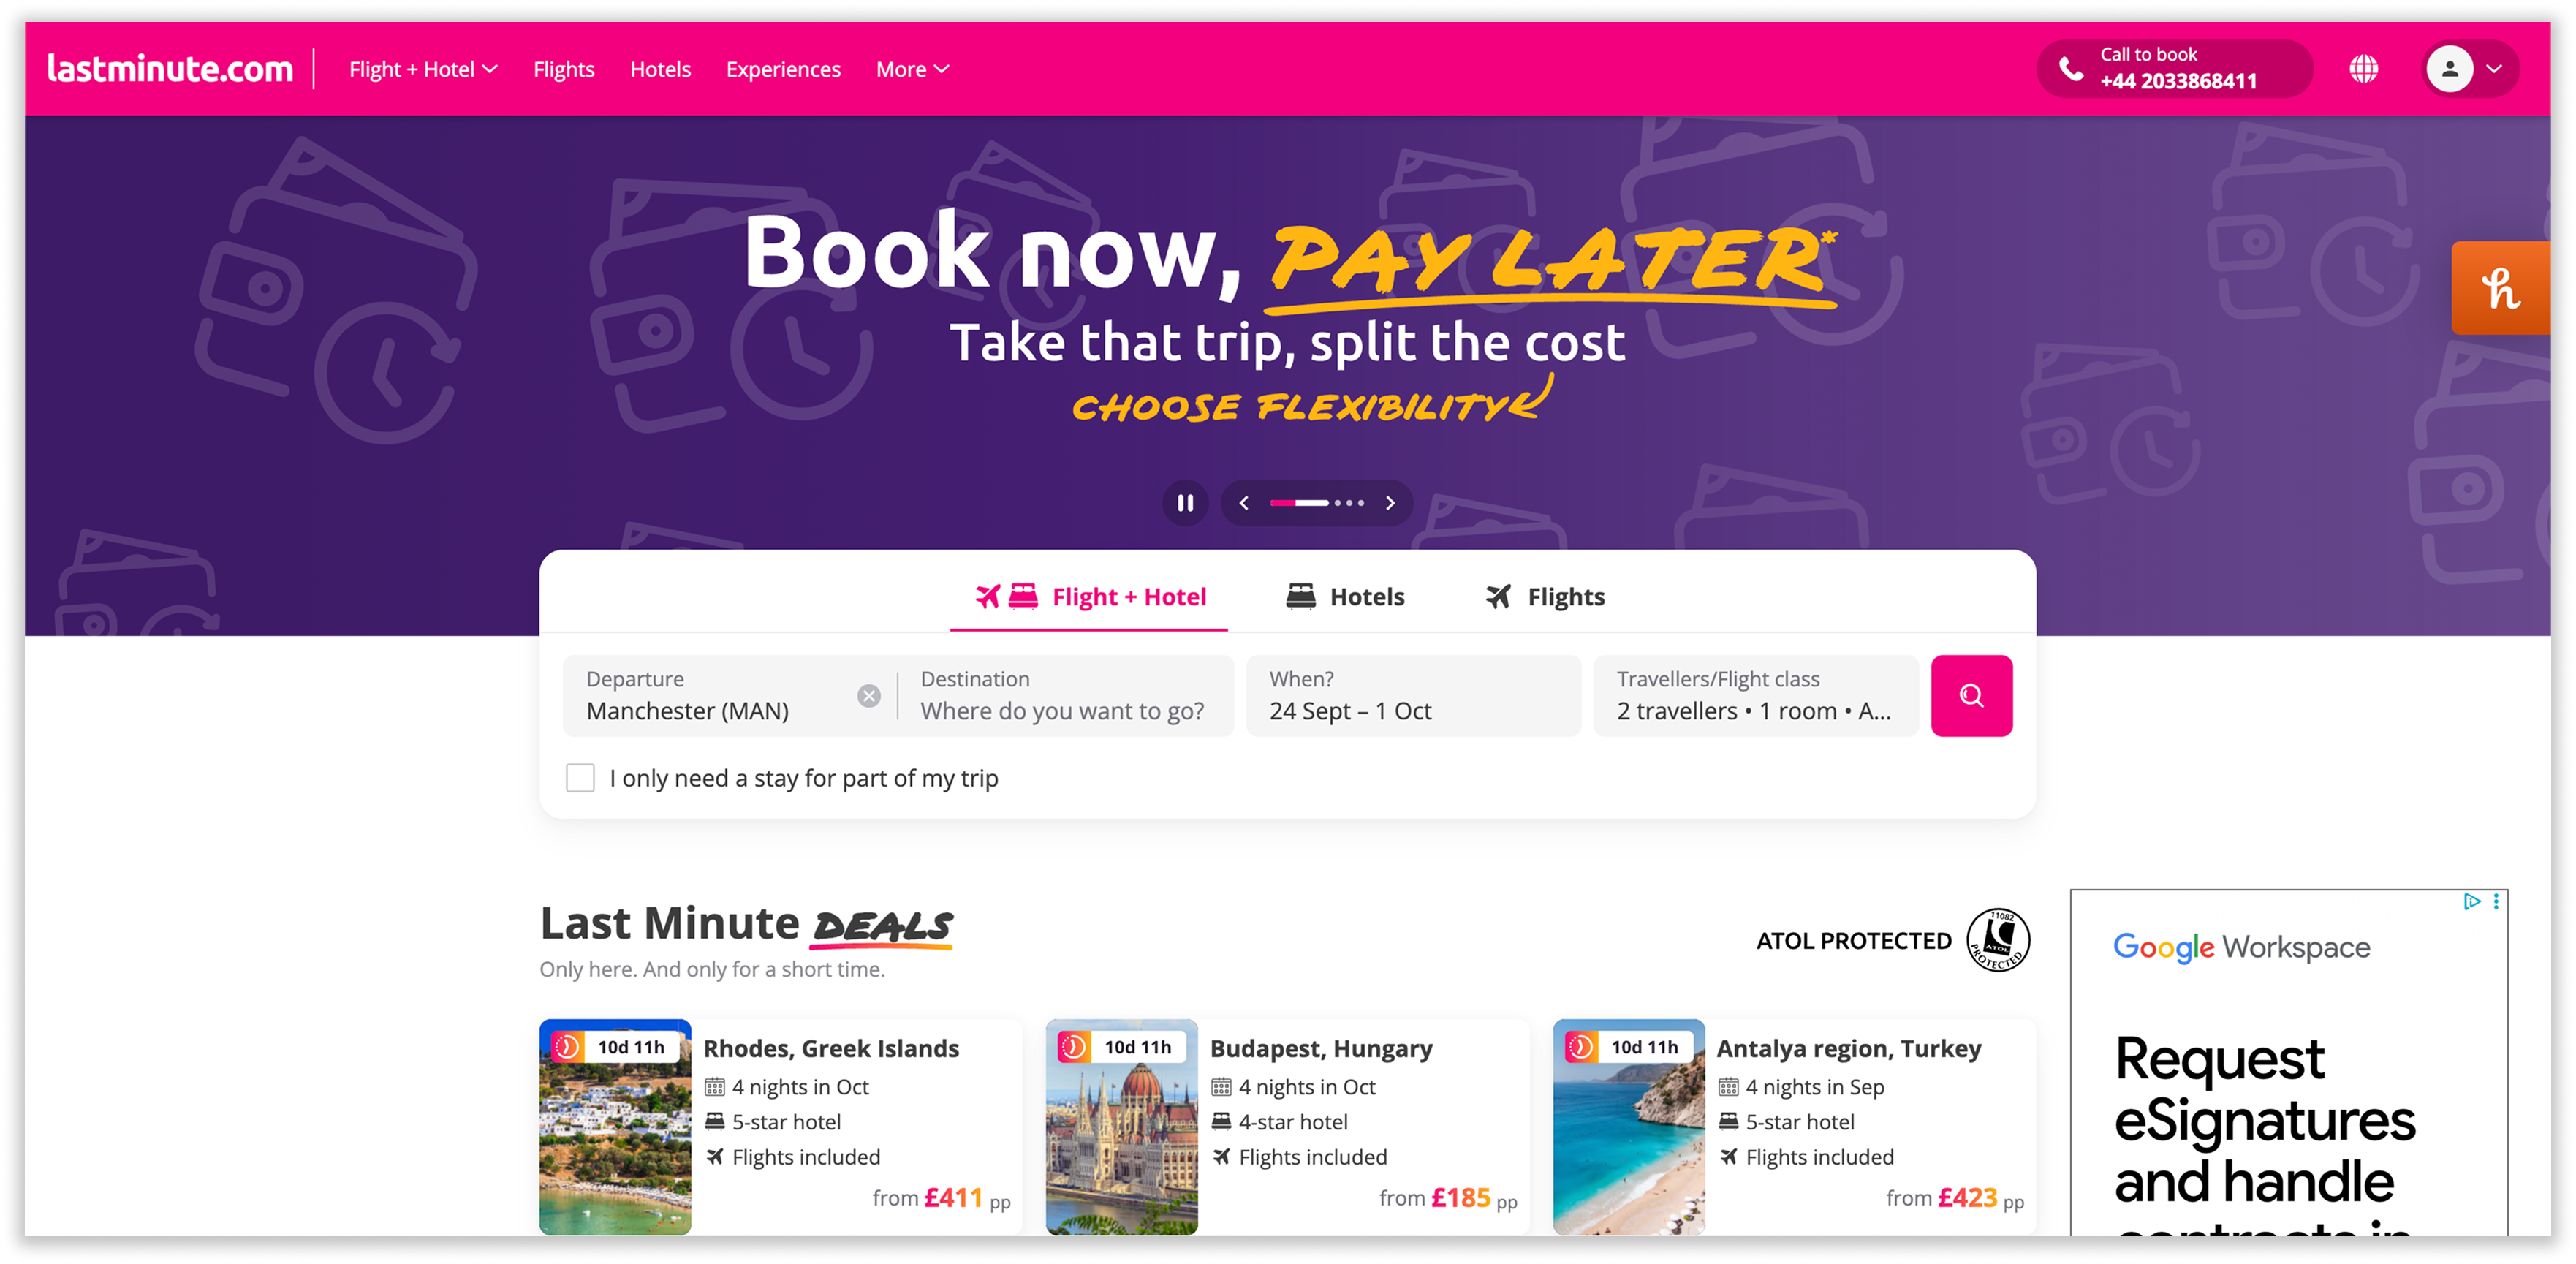 lastminute.com
Flight + Hotel
Flights
Hotels
Experiences
More
Call to book
+44 2033868411
Book now, PAY LATER*
Take that trip, split the cost
CHOOSE FLEXIBILITY
h
Flight + Hotel
Hotels
Flights
Departure
Manchester (MAN)
Destination
Where do you want to go?
When?
24 Sept – 1 Oct
Travellers/Flight class
2 travellers • 1 room • A...
I only need a stay for part of my trip
Last Minute DEALS
Only here. And only for a short time.
ATOL PROTECTED
11082
ATOL
PROTECTED
10d 11h
Rhodes, Greek Islands
4 nights in Oct
5-star hotel
Flights included
from £411 pp
10d 11h
Budapest, Hungary
4 nights in Oct
4-star hotel
Flights included
from £185 pp
10d 11h
Antalya region, Turkey
4 nights in Sep
5-star hotel
Flights included
from £423 pp
Google Workspace
Request
eSignatures
and handle
contracts in